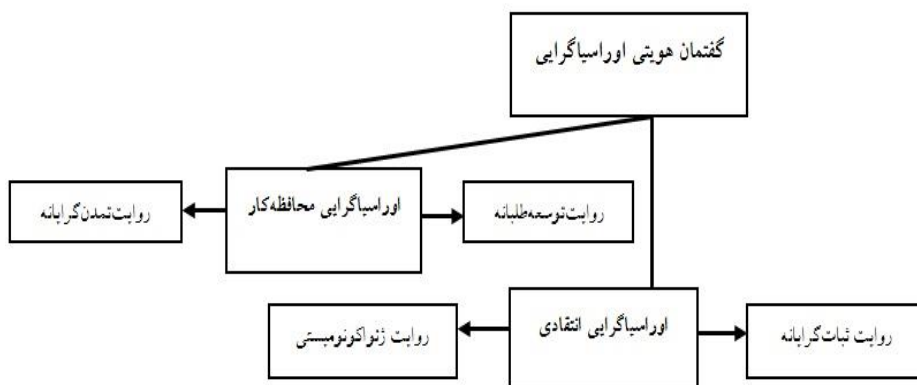 گفتمان هویتی اوراسیاگرایی
اوراسیاگرایی محافظه‌کار
روایت توسعه‌طلبانه
روایت تمدن‌گرایانه
اوراسیاگرایی انتقادی
روایت ثبات‌گرایانه
روایت ژئواکونومیستی